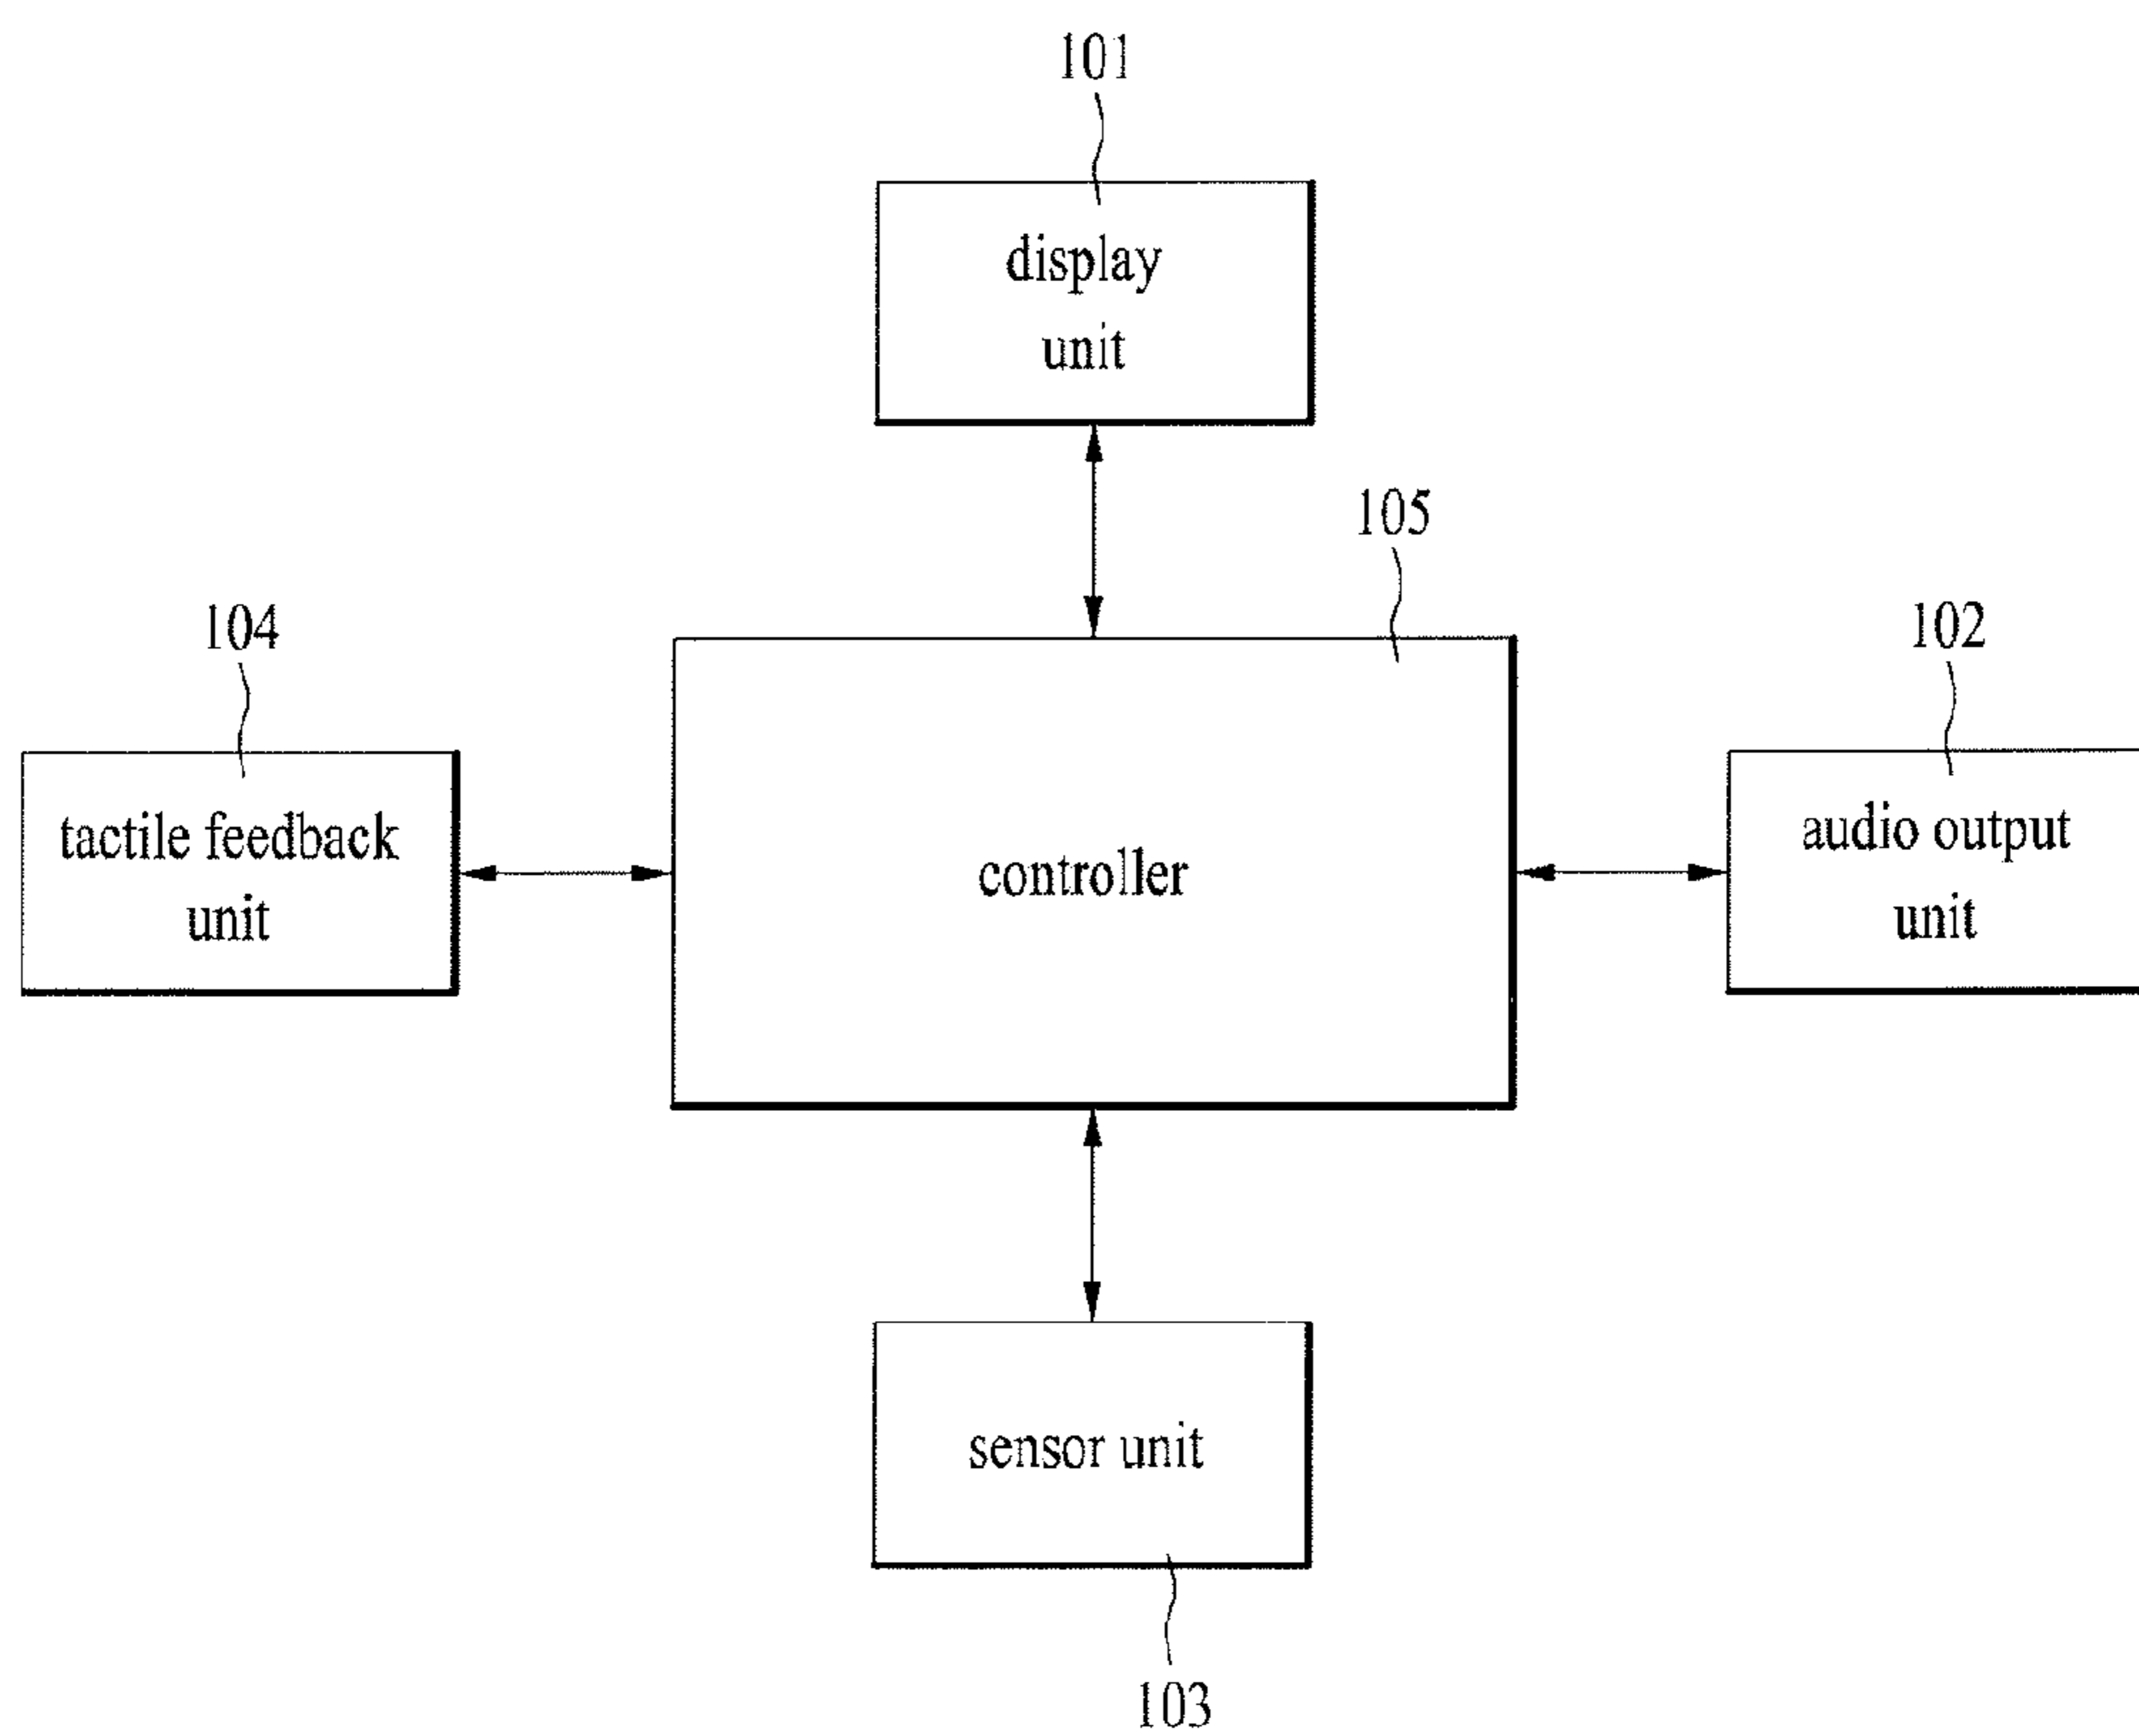 101
display
unit
105
104
102
tactile feedback
unit
controller
audio output
unit
sensor unit
103